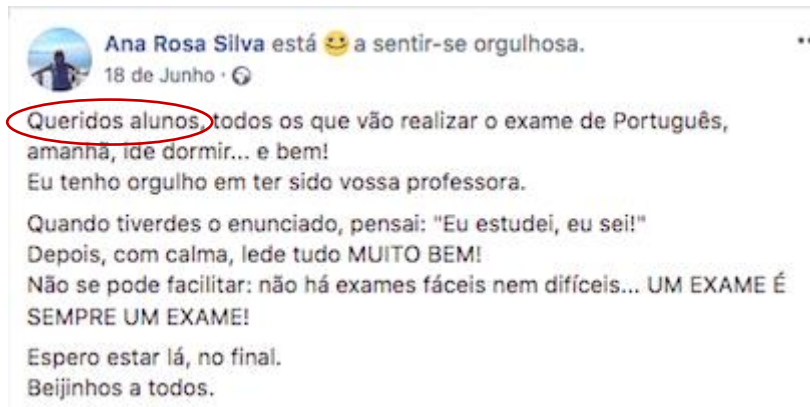 Ana Rosa Silva está a sentir-se orgulhosa.
18 de Junho ·
Queridos alunos, todos os que vão realizar o exame de Português,
amanhã, ide dormir... e bem!
Eu tenho orgulho em ter sido vossa professora.
Quando tiverdes o enunciado, pensai: "Eu estudei, eu sei!"
Depois, com calma, lede tudo MUITO BEM!
Não se pode facilitar: não há exames fáceis nem difíceis... UM EXAME É
SEMPRE UM EXAME!
Espero estar lá, no final.
Beijinhos a todos.